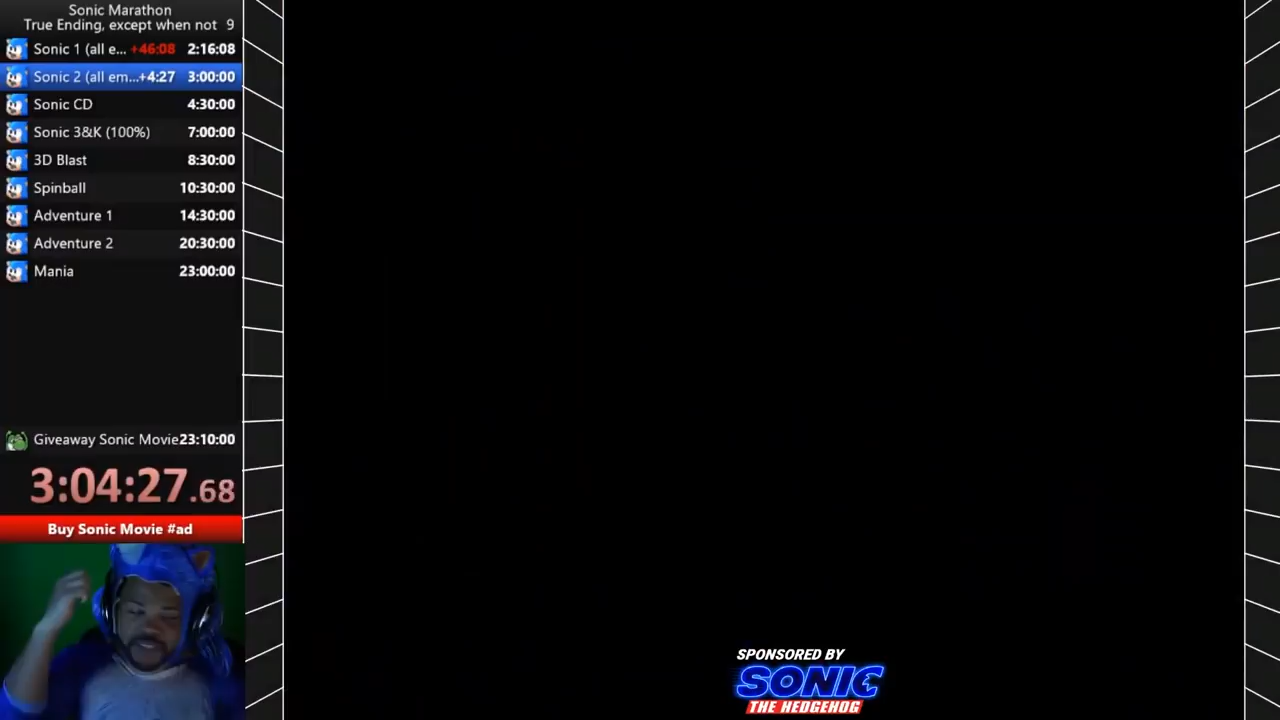 Sonic Marathon
True Ending, except when not 9
Sonic 1 (all e... +46:08 2:16:08
Sonic 2 (all em...+4:27 3:00:00
Sonic CD 4:30:00
Sonic 3&K (100%) 7:00:00
3D Blast 8:30:00
Spinball 10:30:00
Adventure 1 14:30:00
Adventure 2 20:30:00
Mania 23:00:00
Giveaway Sonic Movie23:10:00
3:04:27.68
Buy Sonic Movie #ad
SPONSORED BY
SONIC
THE HEDGEHOG